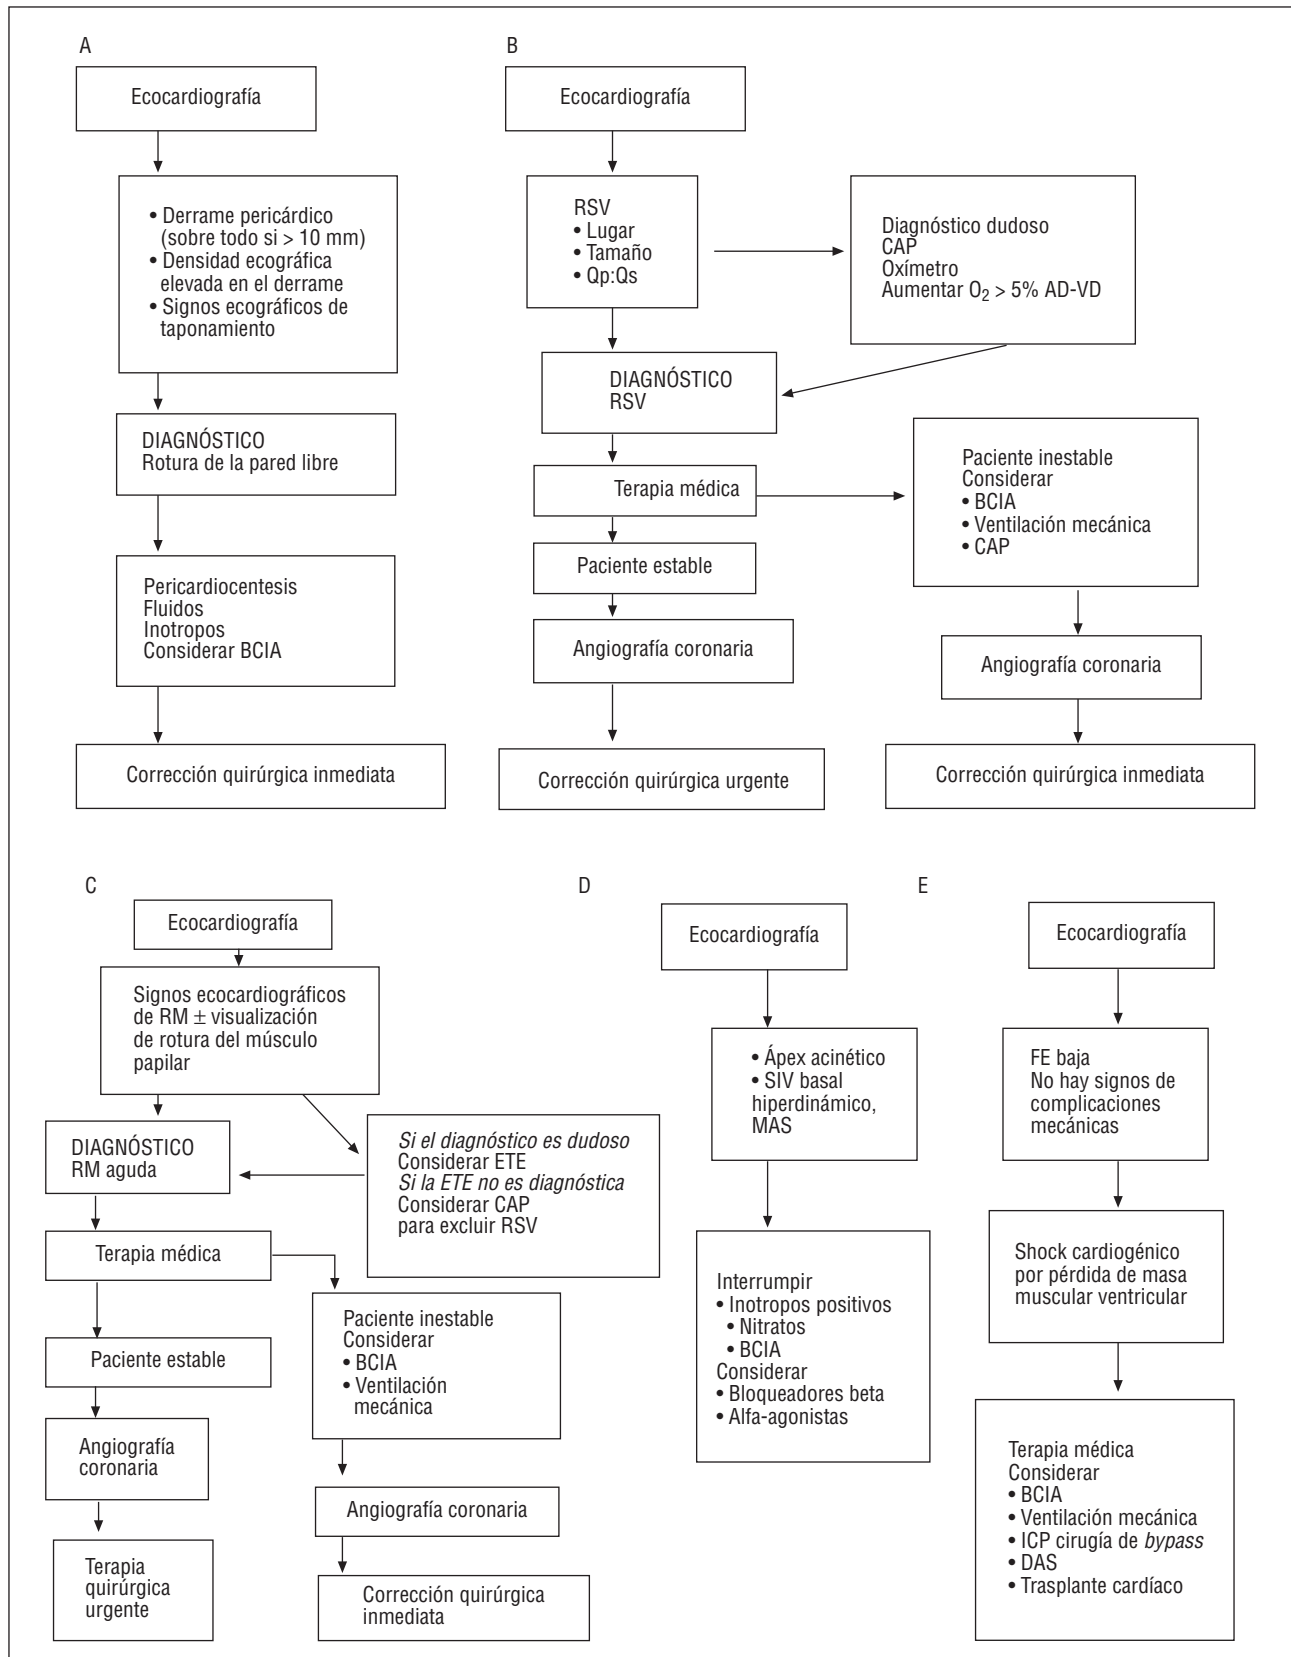 A
Ecocardiografía
• Derrame pericárdico
(sobre todo si > 10 mm)
• Densidad ecográfica
elevada en el derrame
• Signos ecográficos de
taponamiento
DIAGNÓSTICO
Rotura de la pared libre
Pericardiocentesis
Fluidos
Inotropos
Considerar BCIA
Corrección quirúrgica inmediata
B
Ecocardiografía
RSV
• Lugar
• Tamaño
• Qp:Qs
Diagnóstico dudoso
CAP
Oxímetro
Aumentar O₂ > 5% AD-VD
DIAGNÓSTICO
RSV
Terapia médica
Paciente estable
Angiografía coronaria
Corrección quirúrgica urgente
Paciente inestable
Considerar
• BCIA
• Ventilación mecánica
• CAP
Angiografía coronaria
Corrección quirúrgica inmediata
C
Ecocardiografía
Signos ecocardiográficos
de RM ± visualización
de rotura del músculo
papilar
DIAGNÓSTICO
RM aguda
Si el diagnóstico es dudoso
Considerar ETE
Si la ETE no es diagnóstica
Considerar CAP
para excluir RSV
Terapia médica
Paciente estable
Angiografía
coronaria
Terapia
quirúrgica
urgente
Paciente inestable
Considerar
• BCIA
• Ventilación
mecánica
Angiografía coronaria
Corrección quirúrgica
inmediata
D
Ecocardiografía
• Ápex acinético
• SIV basal
hiperdinámico,
MAS
Interrumpir
• Inotropos positivos
• Nitratos
• BCIA
Considerar
• Bloqueadores beta
• Alfa-agonistas
E
Ecocardiografía
FE baja
No hay signos de
complicaciones
mecánicas
Shock cardiogénico
por pérdida de masa
muscular ventricular
Terapia médica
Considerar
• BCIA
• Ventilación mecánica
• ICP cirugía de bypass
• DAS
• Trasplante cardíaco